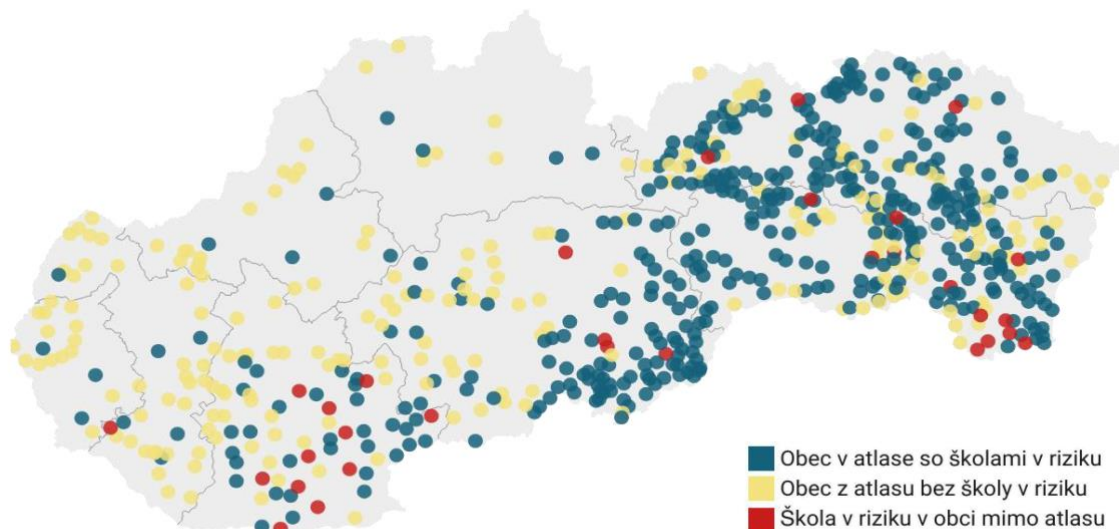 Obec v atlase so školami v riziku
Obec z atlasu bez školy v riziku
Škola v riziku v obci mimo atlasu